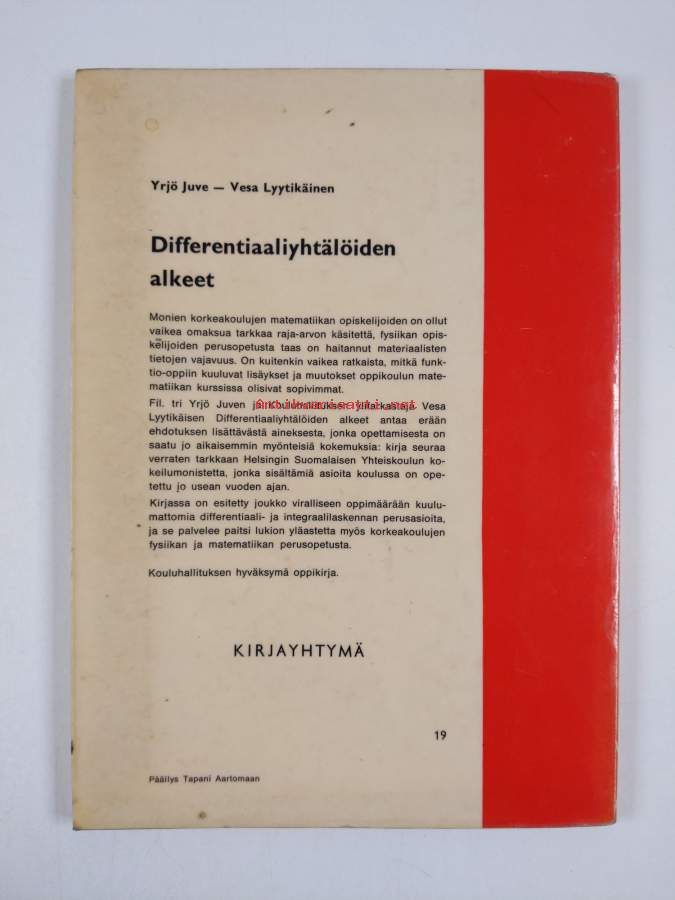 Yrjö Juve — Vesa Lyytikäinen
Differentiaaliyhtälöiden
alkeet
Monien korkeakoulujen matematiikan opiskelijoiden on ollut
vaikea omaksua tarkkaa raja-arvon käsitettä, fysiikan opis-
kelijoiden perusopetusta taas on haitannut materiaalisten
tietojen vajavuus. On kuitenkin vaikea ratkaista, mitkä funk-
tio-oppiin kuuluvat lisäykset ja muutokset oppikoulun mate-
matiikan kurssissa olisivat sopivimmat.
Fil. tri Yrjö Juven ja Kouluhallituksen ylitarkastaja Vesa
Antikvariaatti.net
Lyytikäisen Differentiaaliyhtälöiden alkeet antaa erään
ehdotuksen lisättävästä aineksesta, jonka opettamisesta on
saatu jo aikaisemmin myönteisiä kokemuksia: kirja seuraa
verraten tarkkaan Helsingin Suomalaisen Yhteiskoulun ko-
keilumonistetta, jonka sisältämiä asioita koulussa on ope-
tettu jo usean vuoden ajan.
Kirjassa on esitetty joukko viralliseen oppimäärään kuulu-
mattomia differentiaali- ja integraalilaskennan perusasioita,
ja se palvelee paitsi lukion yläastetta myös korkeakoulujen
fysiikan ja matematiikan perusopetusta.
Kouluhallituksen hyväksymä oppikirja.
KIRJAYHTYMÄ
19
Päällys Tapani Aartomaan